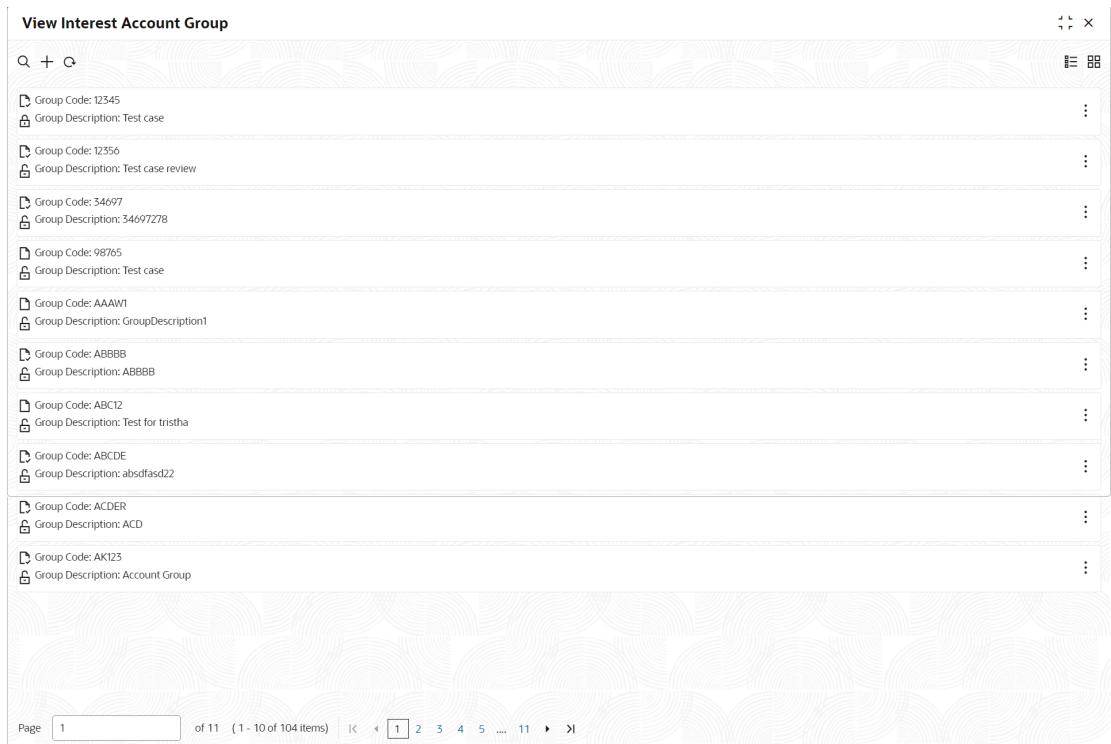 View Interest Account Group
Group Code: 12345
Group Description: Test case
Group Code: 12356
Group Description: Test case review
Group Code: 34697
Group Description: 34697278
Group Code: 98765
Group Description: Test case
Group Code: AAAW1
Group Description: GroupDescription1
Group Code: ABBBB
Group Description: ABBBB
Group Code: ABC12
Group Description: Test for tristha
Group Code: ABCDE
Group Description: absdfasd22
Group Code: ACDER
Group Description: ACD
Group Code: AK123
Group Description: Account Group
Page 1 of 11 ( 1 - 10 of 104 items) 1 2 3 4 5 .... 11